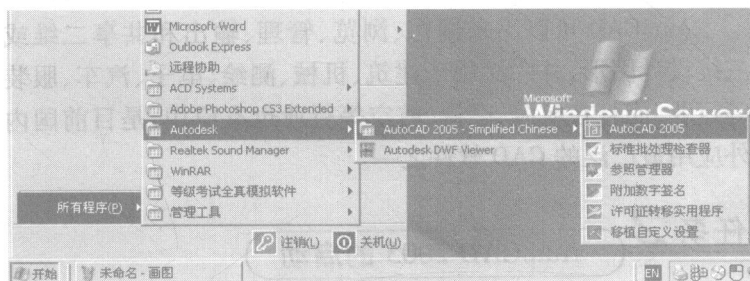 Microsoft Word
Outlook Express
远程协助
ACD Systems
Adobe Photoshop CS3 Extended
Autodesk
Realtek Sound Manager
WinRAR
等级考试全真模拟软件
管理工具
所有程序(P)
AutoCAD 2005 - Simplified Chinese
Autodesk DWF Viewer
AutoCAD 2005
标准批处理检查器
参照管理器
附加数字签名
许可证转移实用程序
移植自定义设置
Microsoft
Windows Server
注销(L)
关机(U)
开始
未命名 - 画图
EN